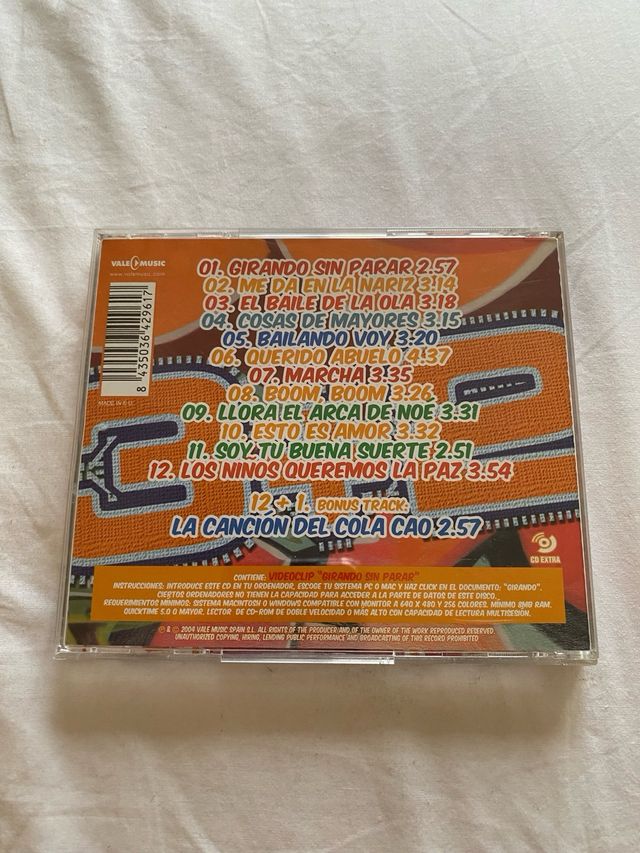 VALE MUSIC
www.valemusic.com
8 435036 429617
MADE IN E.U.
01. GIRANDO SIN PARAR 2.57
02. ME DA EN LA NARIZ 3.14
03. EL BAILE DE LA OLA 3.18
04. COSAS DE MAYORES 3.15
05. BAILANDO VOY 3.20
06. QUERIDO ABUELO 4.37
07. MARCHA 3.35
08. BOOM, BOOM 3.26
09. LLORA EL ARCA DE NOE 3.31
10. ESTO ES AMOR 3.32
11. SOY TU BUENA SUERTE 2.51
12. LOS NINOS QUEREMOS LA PAZ 3.54
12 + 1. BONUS TRACK:
LA CANCION DEL COLA CAO 2.57
CD EXTRA
CONTIENE: VIDEOCLIP "GIRANDO SIN PARAR"
INSTRUCCIONES: INTRODUCE ESTE CD EN TU ORDENADOR, ESCOGE TU SISTEMA PC O MAC Y HAZ CLICK EN EL DOCUMENTO: "GIRANDO".
CIERTOS ORDENADORES NO TIENEN LA CAPACIDAD PARA ACCEDER A LA PARTE DE DATOS DE ESTE DISCO.
REQUERIMIENTOS MÍNIMOS: SISTEMA MACINTOSH O WINDOWS COMPATIBLE CON MONITOR A 640 X 480 Y 256 COLORES. MÍNIMO 8MB RAM.
QUICKTIME 5.0 O MAYOR, LECTOR DE CD-ROM DE DOBLE VELOCIDAD O MAS ALTO CON CAPACIDAD DE LECTURA MULTISESIÓN.
℗ & © 2004 VALE MUSIC SPAIN S.L. ALL RIGHTS OF THE PRODUCER AND OF THE OWNER OF THE WORK REPRODUCED RESERVED.
UNAUTHORIZED COPYING, HIRING, LENDING PUBLIC PERFORMANCE AND BROADCASTING OF THIS RECORD PROHIBITED